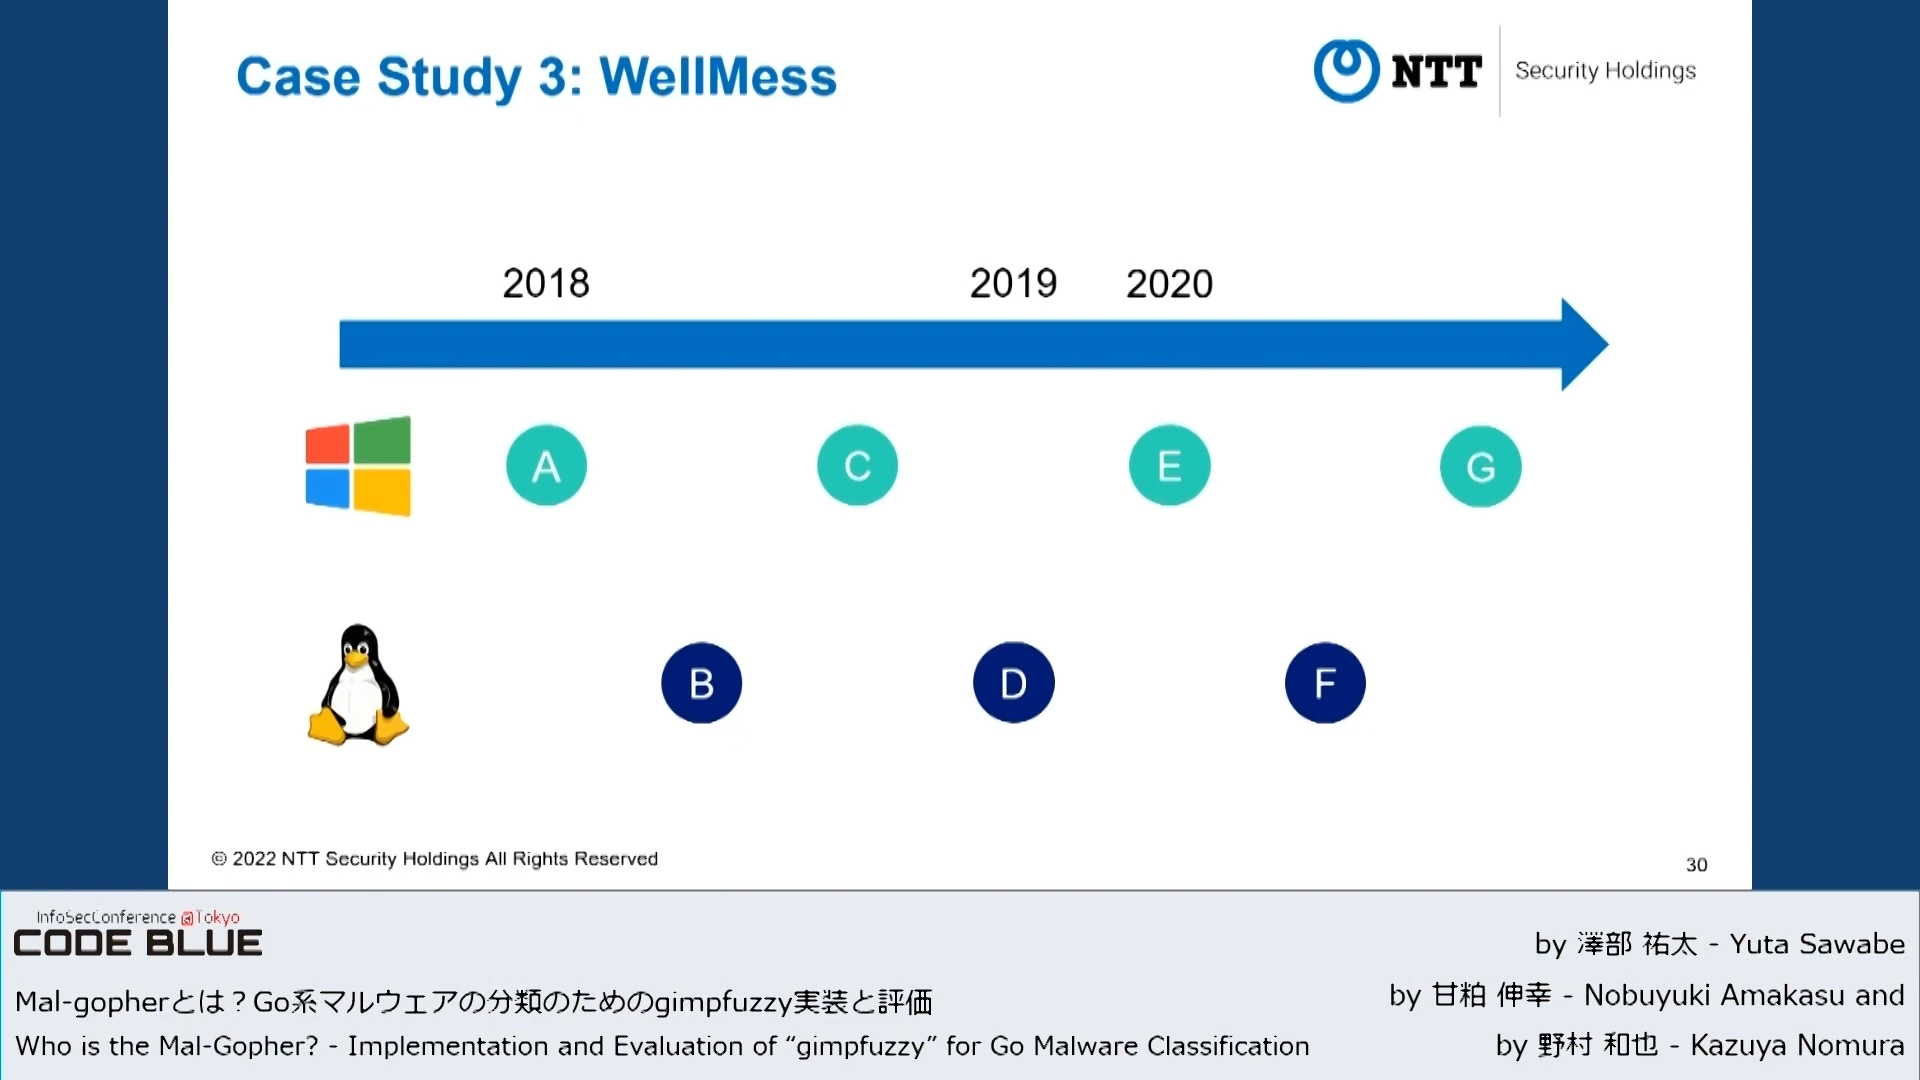 Case Study 3: WellMess
NTT Security Holdings
2018 2019 2020
A C E G
B D F
© 2022 NTT Security Holdings All Rights Reserved
30
InfoSecConference @Tokyo
CODE BLUE
by 澤部 祐太 - Yuta Sawabe
Mal-gopherとは？Go系マルウェアの分類のためのgimpfuzzy実装と評価
by 甘粕 伸幸 - Nobuyuki Amakasu and
Who is the Mal-Gopher? - Implementation and Evaluation of “gimpfuzzy” for Go Malware Classification
by 野村 和也 - Kazuya Nomura